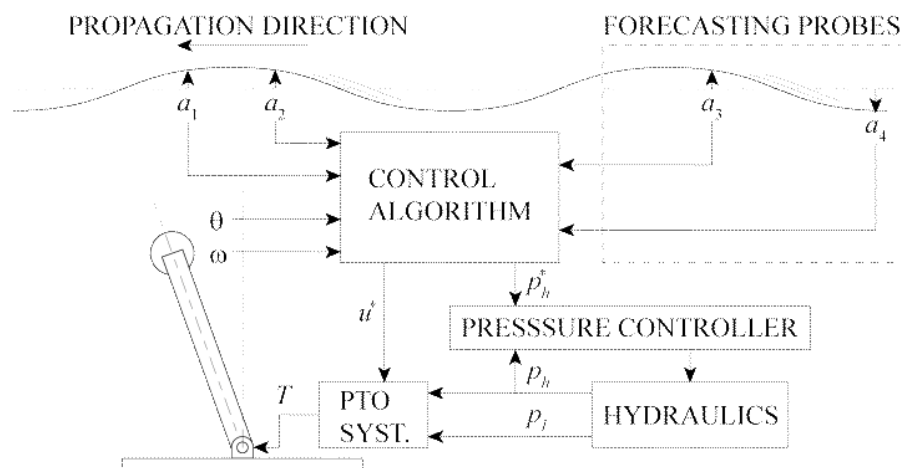 PROPAGATION DIRECTION
FORECASTING PROBES
a₁
a₂
a₃
a₄
CONTROL
ALGORITHM
θ
ω
u*
p*ₕ
PRESSSURE CONTROLLER
pₕ
T
PTO
SYST.
pₗ
HYDRAULICS